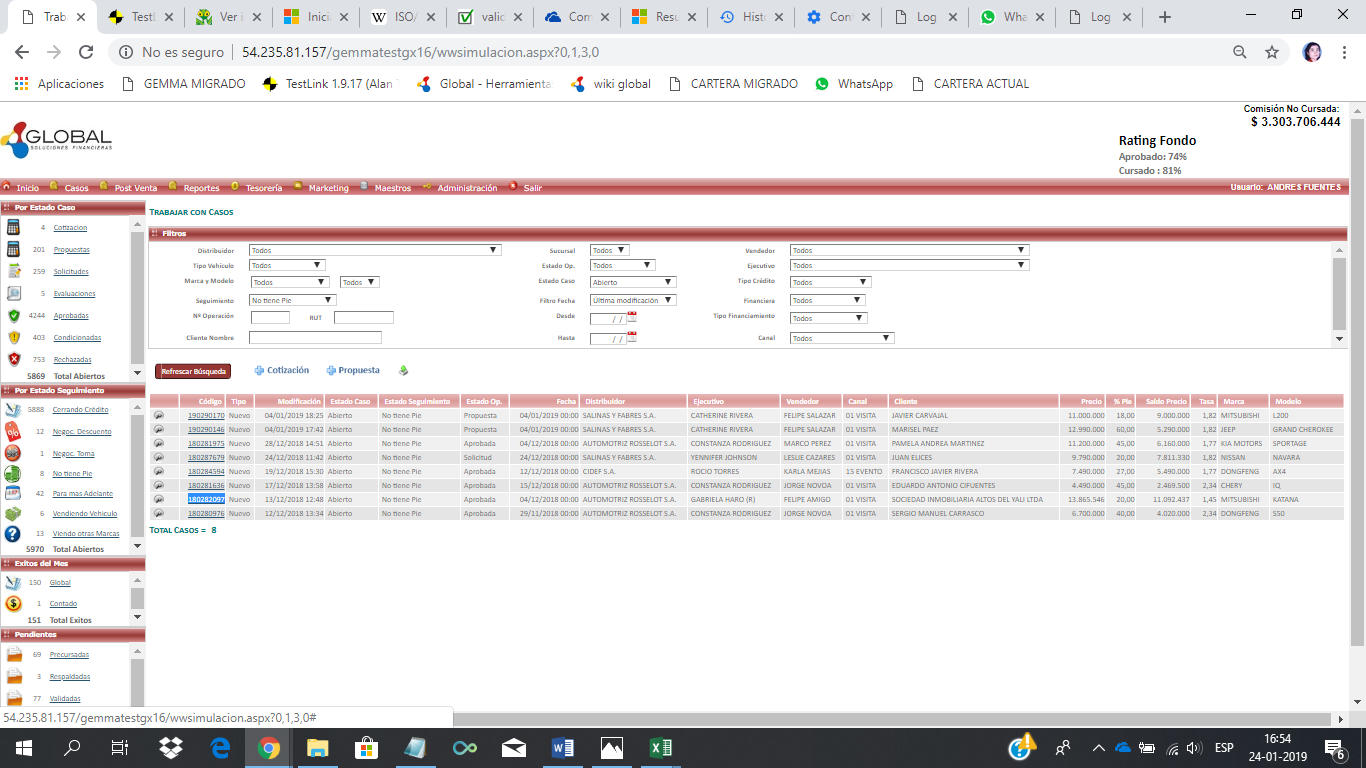 Trab
TestL
Ver i
Inicia
ISO/
valid
Com
Resu
Histo
Con
Log
Wha
Log
No es seguro
54.235.81.157/gemmatestgx16/wwsimulacion.aspx?0,1,3,0
Aplicaciones
GEMMA MIGRADO
TestLink 1.9.17 (Alan
Global - Herramienta
wiki global
CARTERA MIGRADO
WhatsApp
CARTERA ACTUAL
GLOBAL
SOLUCIONES FINANCIERAS
Comisión No Cursada:
$ 3.303.706.444
Rating Fondo
Aprobado: 74%
Cursado : 81%
Inicio Casos Post Venta Reportes Tesorería Marketing Maestros Administración Salir Usuario: ANDRES FUENTES
Por Estado Caso
4 Cotizacion
201 Propuestas
259 Solicitudes
5 Evaluaciones
4244 Aprobadas
403 Condicionadas
753 Rechazadas
5869 Total Abiertos
Por Estado Seguimiento
5888 Cerrando Crédito
12 Negoc. Descuento
1 Negoc. Toma
8 No tiene Pie
42 Para mas Adelante
6 Vendiendo Vehiculo
13 Viendo otras Marcas
5970 Total Abiertos
Exitos del Mes
150 Global
1 Contado
151 Total Exitos
Pendientes
69 Precursadas
3 Respaldadas
77 Validadas
TRABAJAR CON CASOS
Filtros
Distribuidor Todos Sucursal Todos Vendedor Todos
Tipo Vehículo Todos Estado Op. Todos Ejecutivo Todos
Marca y Modelo Todos Todos Estado Caso Abierto Tipo Crédito Todos
Seguimiento No tiene Pie Filtro Fecha Última modificación Financiera Todos
Nº Operación RUT Desde / / Tipo Financiamiento Todos
Cliente Nombre Hasta / / Canal Todos
Refrescar Búsqueda Cotización Propuesta
Código Tipo Modificación Estado Caso Estado Seguimiento Estado Op. Fecha Distribuidor Ejecutivo Vendedor Canal Cliente Precio % Pie Saldo Precio Tasa Marca Modelo
190290170 Nuevo 04/01/2019 18:25 Abierto No tiene Pie Propuesta 04/01/2019 00:00 SALINAS Y FABRES S.A. CATHERINE RIVERA FELIPE SALAZAR 01 VISITA JAVIER CARVAJAL 11.000.000 18,00 9.000.000 1,82 MITSUBISHI L200
190290146 Nuevo 04/01/2019 17:42 Abierto No tiene Pie Propuesta 04/01/2019 00:00 SALINAS Y FABRES S.A. CATHERINE RIVERA FELIPE SALAZAR 01 VISITA MARISEL PAEZ 12.990.000 60,00 5.290.000 1,82 JEEP GRAND CHEROKEE
180281975 Nuevo 28/12/2018 14:51 Abierto No tiene Pie Aprobada 04/12/2018 00:00 AUTOMOTRIZ ROSSELOT S.A. CONSTANZA RODRIGUEZ MARCO PEREZ 01 VISITA PAMELA ANDREA MARTINEZ 11.200.000 45,00 6.160.000 1,77 KIA MOTORS SPORTAGE
180287679 Nuevo 24/12/2018 11:42 Abierto No tiene Pie Solicitud 24/12/2018 00:00 SALINAS Y FABRES S.A. YENNIFER JOHNSON LESLIE CAZARES 01 VISITA JUAN ELICES 9.790.000 20,00 7.811.330 1,82 NISSAN NAVARA
180284594 Nuevo 19/12/2018 15:30 Abierto No tiene Pie Aprobada 12/12/2018 00:00 CIDEF S.A. ROCIO TORRES KARLA MEJIAS 15 EVENTO FRANCISCO JAVIER RIVERA 7.490.000 27,00 5.490.000 1,77 DONGFENG AX4
180281636 Nuevo 17/12/2018 13:58 Abierto No tiene Pie Aprobada 15/12/2018 00:00 AUTOMOTRIZ ROSSELOT S.A. CONSTANZA RODRIGUEZ JORGE NOVOA 01 VISITA EDUARDO ANTONIO CIFUENTES 4.490.000 45,00 2.469.500 2,34 CHERY IQ
180282097 Nuevo 13/12/2018 12:48 Abierto No tiene Pie Aprobada 04/12/2018 00:00 AUTOMOTRIZ ROSSELOT S.A. GABRIELA HARO (R) FELIPE AMIGO 01 VISITA SOCIEDAD INMOBILIARIA ALTOS DEL YALI LTDA 13.865.546 20,00 11.092.437 1,45 MITSUBISHI KATANA
180280976 Nuevo 12/12/2018 13:34 Abierto No tiene Pie Aprobada 29/11/2018 00:00 AUTOMOTRIZ ROSSELOT S.A. CONSTANZA RODRIGUEZ JORGE NOVOA 01 VISITA SERGIO MANUEL CARRASCO 6.700.000 40,00 4.020.000 2,34 DONGFENG S50
TOTAL CASOS = 8
54.235.81.157/gemmatestgx16/wwsimulacion.aspx?0,1,3,0#
ESP
16:54
24-01-2019
6